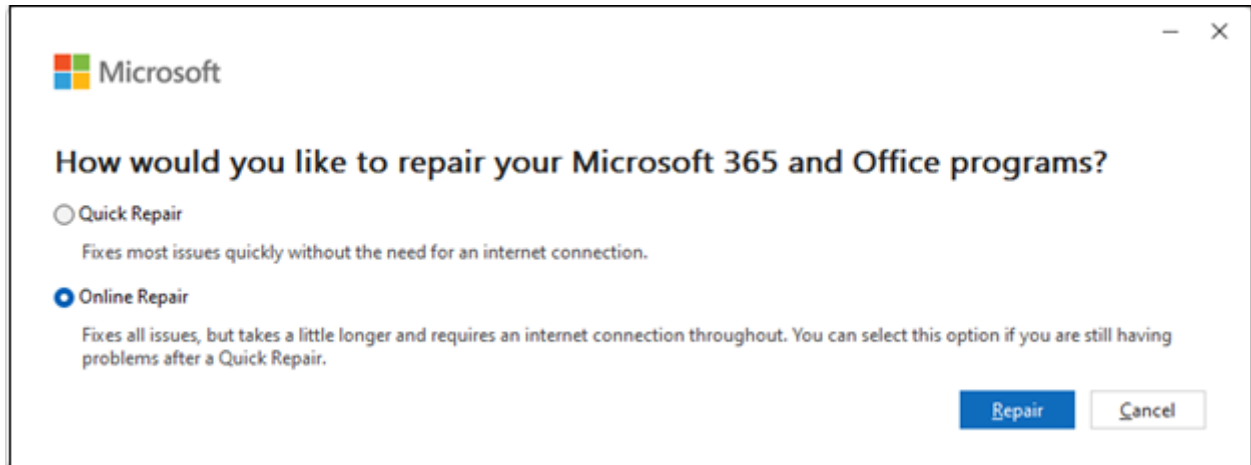 Microsoft
How would you like to repair your Microsoft 365 and Office programs?
Quick Repair
Fixes most issues quickly without the need for an internet connection.
Online Repair
Fixes all issues, but takes a little longer and requires an internet connection throughout. You can select this option if you are still having
problems after a Quick Repair.
Repair
Cancel